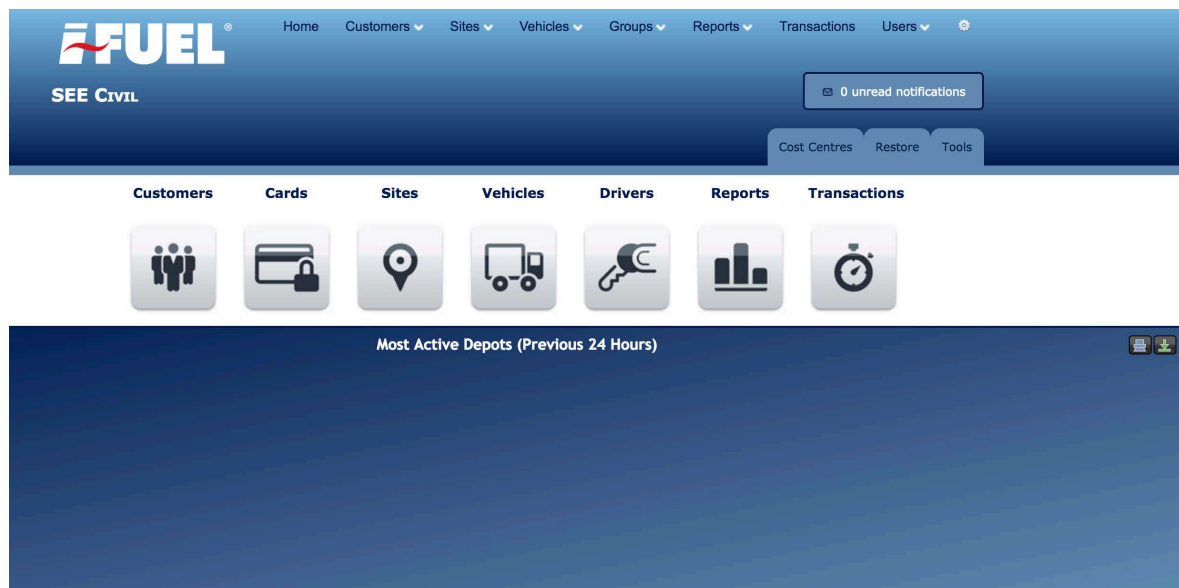 iFUEL®
Home Customers Sites Vehicles Groups Reports Transactions Users
SEE CIVIL
0 unread notifications
Cost Centres Restore Tools
Customers Cards Sites Vehicles Drivers Reports Transactions
Most Active Depots (Previous 24 Hours)